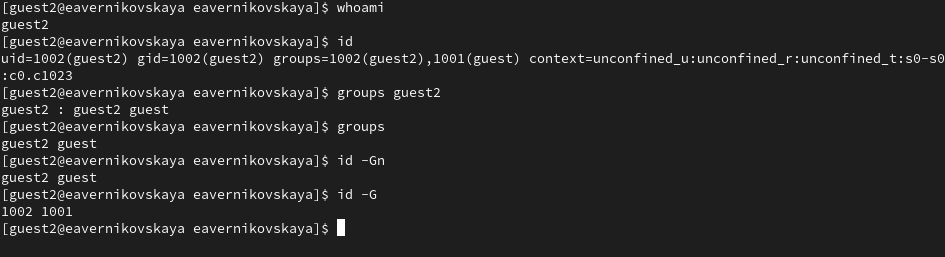 [guest2@eavernikovskaya eavernikovskaya]$ whoami
guest2
[guest2@eavernikovskaya eavernikovskaya]$ id
uid=1002(guest2) gid=1002(guest2) groups=1002(guest2),1001(guest) context=unconfined_u:unconfined_r:unconfined_t:s0-s0
:c0.c1023
[guest2@eavernikovskaya eavernikovskaya]$ groups guest2
guest2 : guest2 guest
[guest2@eavernikovskaya eavernikovskaya]$ groups
guest2 guest
[guest2@eavernikovskaya eavernikovskaya]$ id -Gn
guest2 guest
[guest2@eavernikovskaya eavernikovskaya]$ id -G
1002 1001
[guest2@eavernikovskaya eavernikovskaya]$